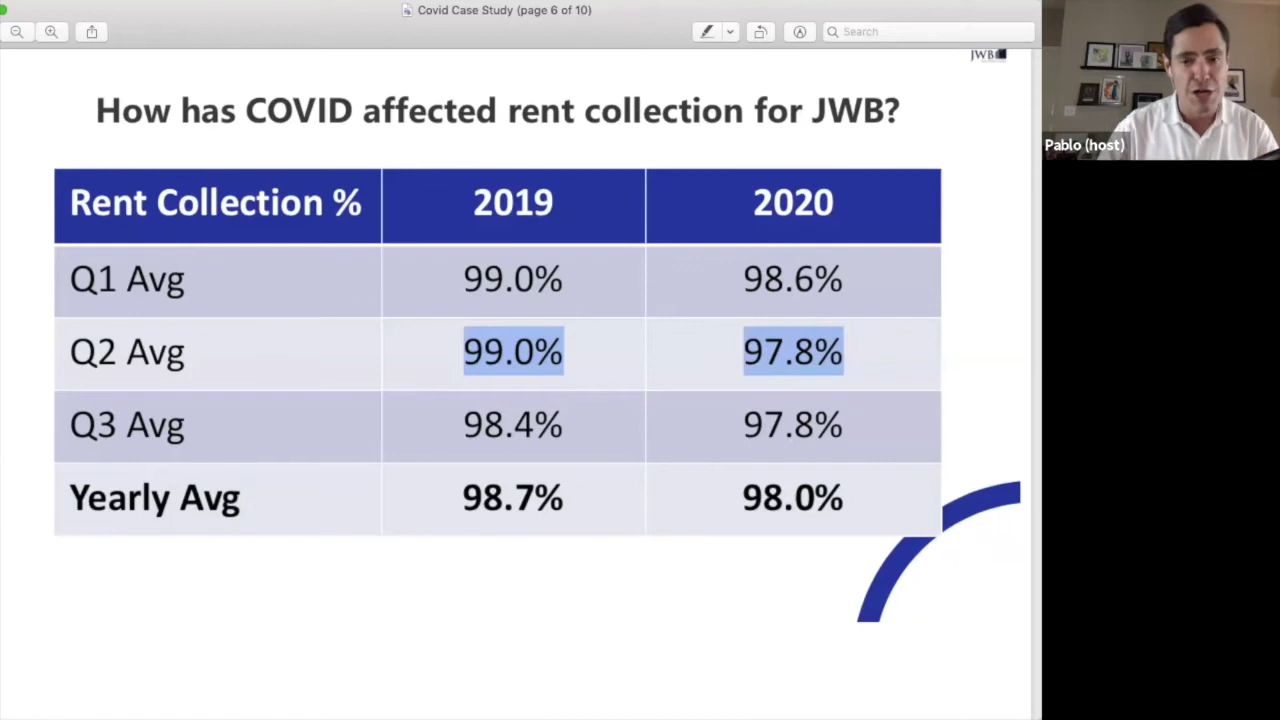 Covid Case Study (page 6 of 10)
Search
JWB
Pablo (host)
How has COVID affected rent collection for JWB?
Rent Collection % 2019 2020
Q1 Avg 99.0% 98.6%
Q2 Avg 99.0% 97.8%
Q3 Avg 98.4% 97.8%
Yearly Avg 98.7% 98.0%